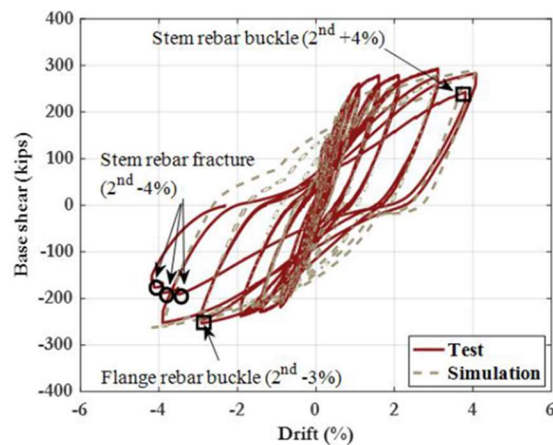 Stem rebar buckle (2nd +4%)
400
300
200
100
0
-100
-200
-300
-400
Base shear (kips)
Stem rebar fracture
(2nd -4%)
Flange rebar buckle (2nd -3%)
Test
Simulation
-6
-4
-2
0
2
4
6
Drift (%)